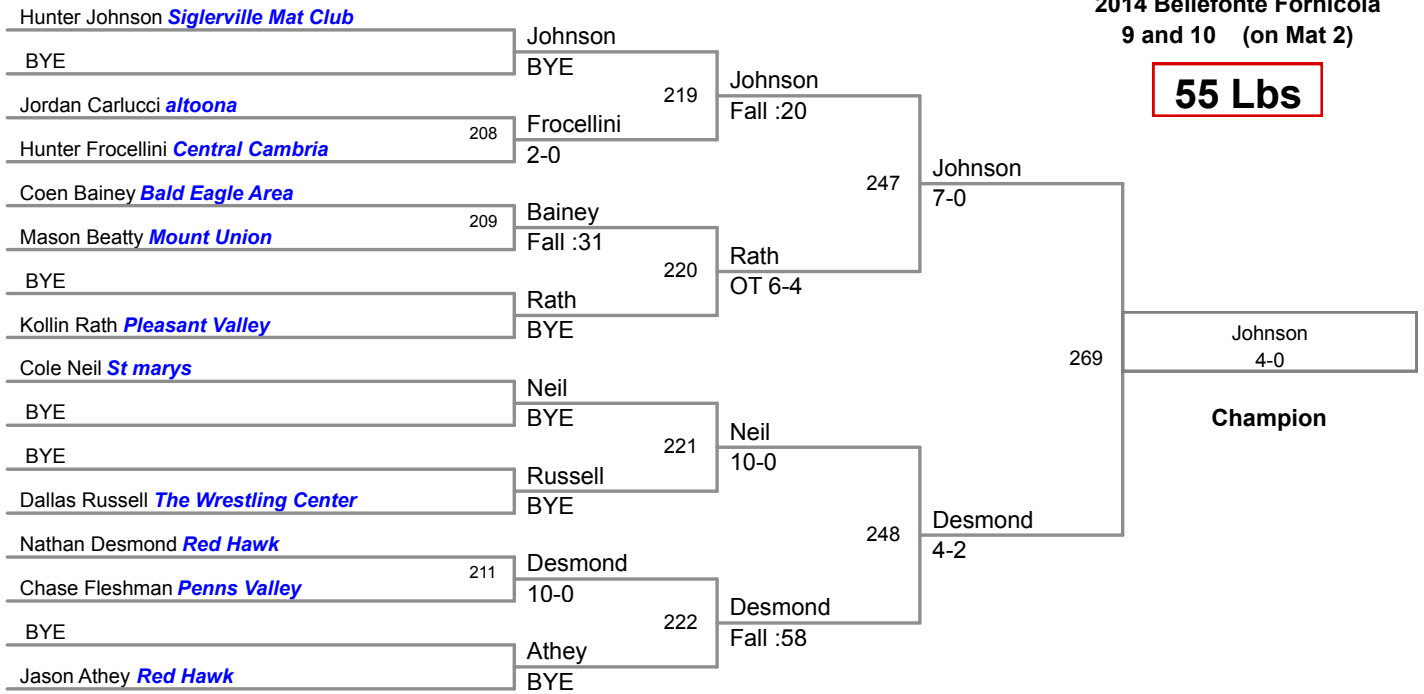 2014 Bellefonte Fornicola
9 and 10 (on Mat 2)
55 Lbs
Hunter Johnson Siglerville Mat Club
BYE
Jordan Carlucci altoona
Hunter Frocellini Central Cambria
Coen Bainey Bald Eagle Area
Mason Beatty Mount Union
BYE
Kollin Rath Pleasant Valley
Cole Neil St marys
BYE
BYE
Dallas Russell The Wrestling Center
Nathan Desmond Red Hawk
Chase Fleshman Penns Valley
BYE
Jason Athey Red Hawk
208
209
211
Johnson
BYE
Frocellini
2-0
Bainey
Fall :31
Rath
BYE
Neil
BYE
Russell
BYE
Desmond
10-0
Athey
BYE
219
220
221
222
Johnson
Fall :20
Rath
OT 6-4
Neil
10-0
Desmond
Fall :58
247
248
Johnson
7-0
Desmond
4-2
269
Johnson
4-0
Champion